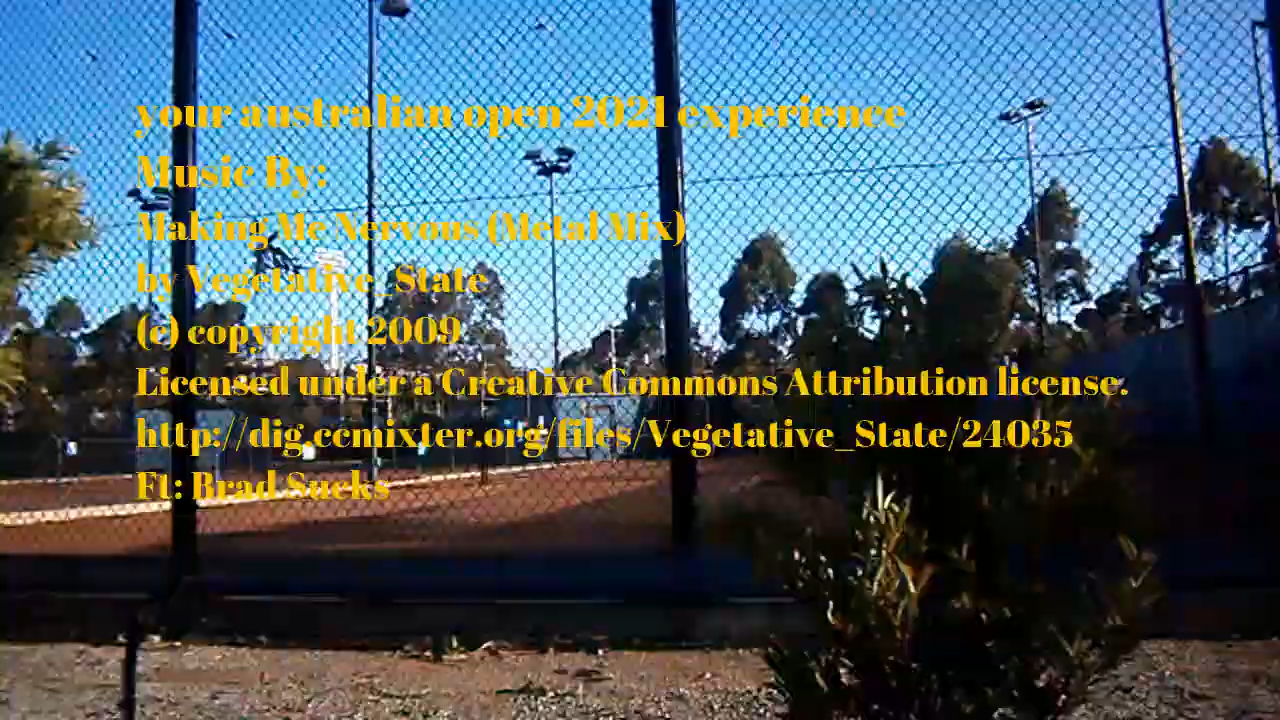 your australian open 2021 experience
Music By:
Making Me Nervous (Metal Mix)
by Vegetative_State
(c) copyright 2009
Licensed under a Creative Commons Attribution license.
http://dig.ccmixter.org/files/Vegetative_State/24035
Ft: Brad Sucks